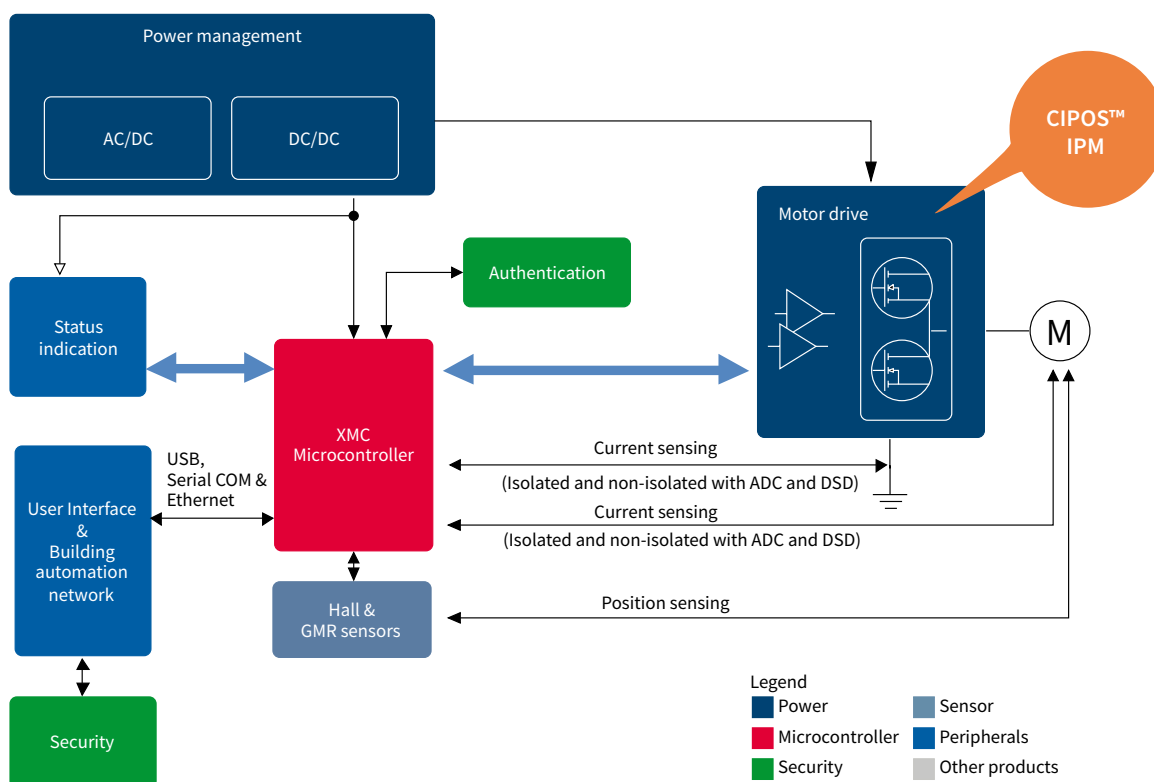 Power management
AC/DC
DC/DC
CIPOS™
IPM
Motor drive
Authentication
Status
indication
M
XMC
Microcontroller
Current sensing
(Isolated and non-isolated with ADC and DSD)
USB,
Serial COM &
Ethernet
User Interface
&
Building
automation
network
Current sensing
(Isolated and non-isolated with ADC and DSD)
Hall &
GMR sensors
Position sensing
Security
Legend
Power
Sensor
Microcontroller
Peripherals
Security
Other products